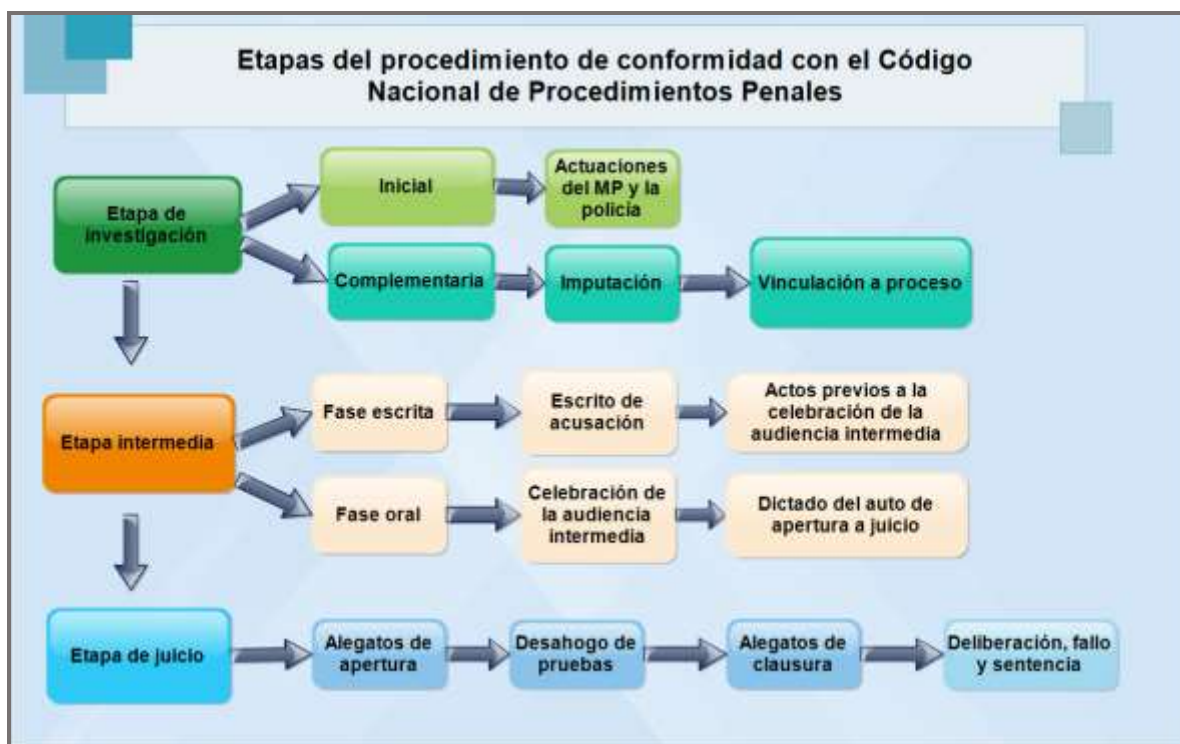 Etapas del procedimiento de conformidad con el Código
Nacional de Procedimientos Penales
Etapa de
investigación
Inicial
Actuaciones
del MP y la
policía
Complementaria
Imputación
Vinculación a proceso
Etapa intermedia
Fase escrita
Escrito de
acusación
Actos previos a la
celebración de la
audiencia intermedia
Fase oral
Celebración de
la audiencia
intermedia
Dictado del auto de
apertura a juicio
Etapa de juicio
Alegatos de
apertura
Desahogo de
pruebas
Alegatos de
clausura
Deliberación, fallo
y sentencia